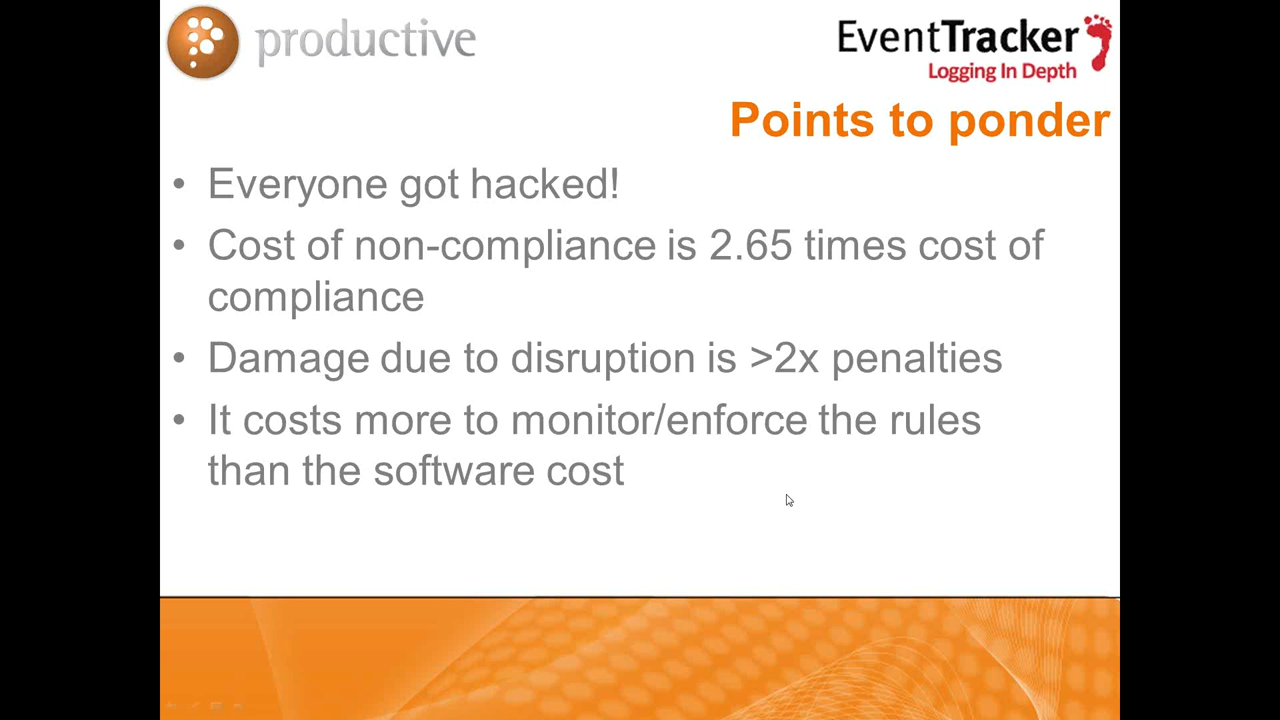 productive
EventTracker
Logging In Depth
Points to ponder
• Everyone got hacked!
• Cost of non-compliance is 2.65 times cost of
compliance
• Damage due to disruption is >2x penalties
• It costs more to monitor/enforce the rules
than the software cost